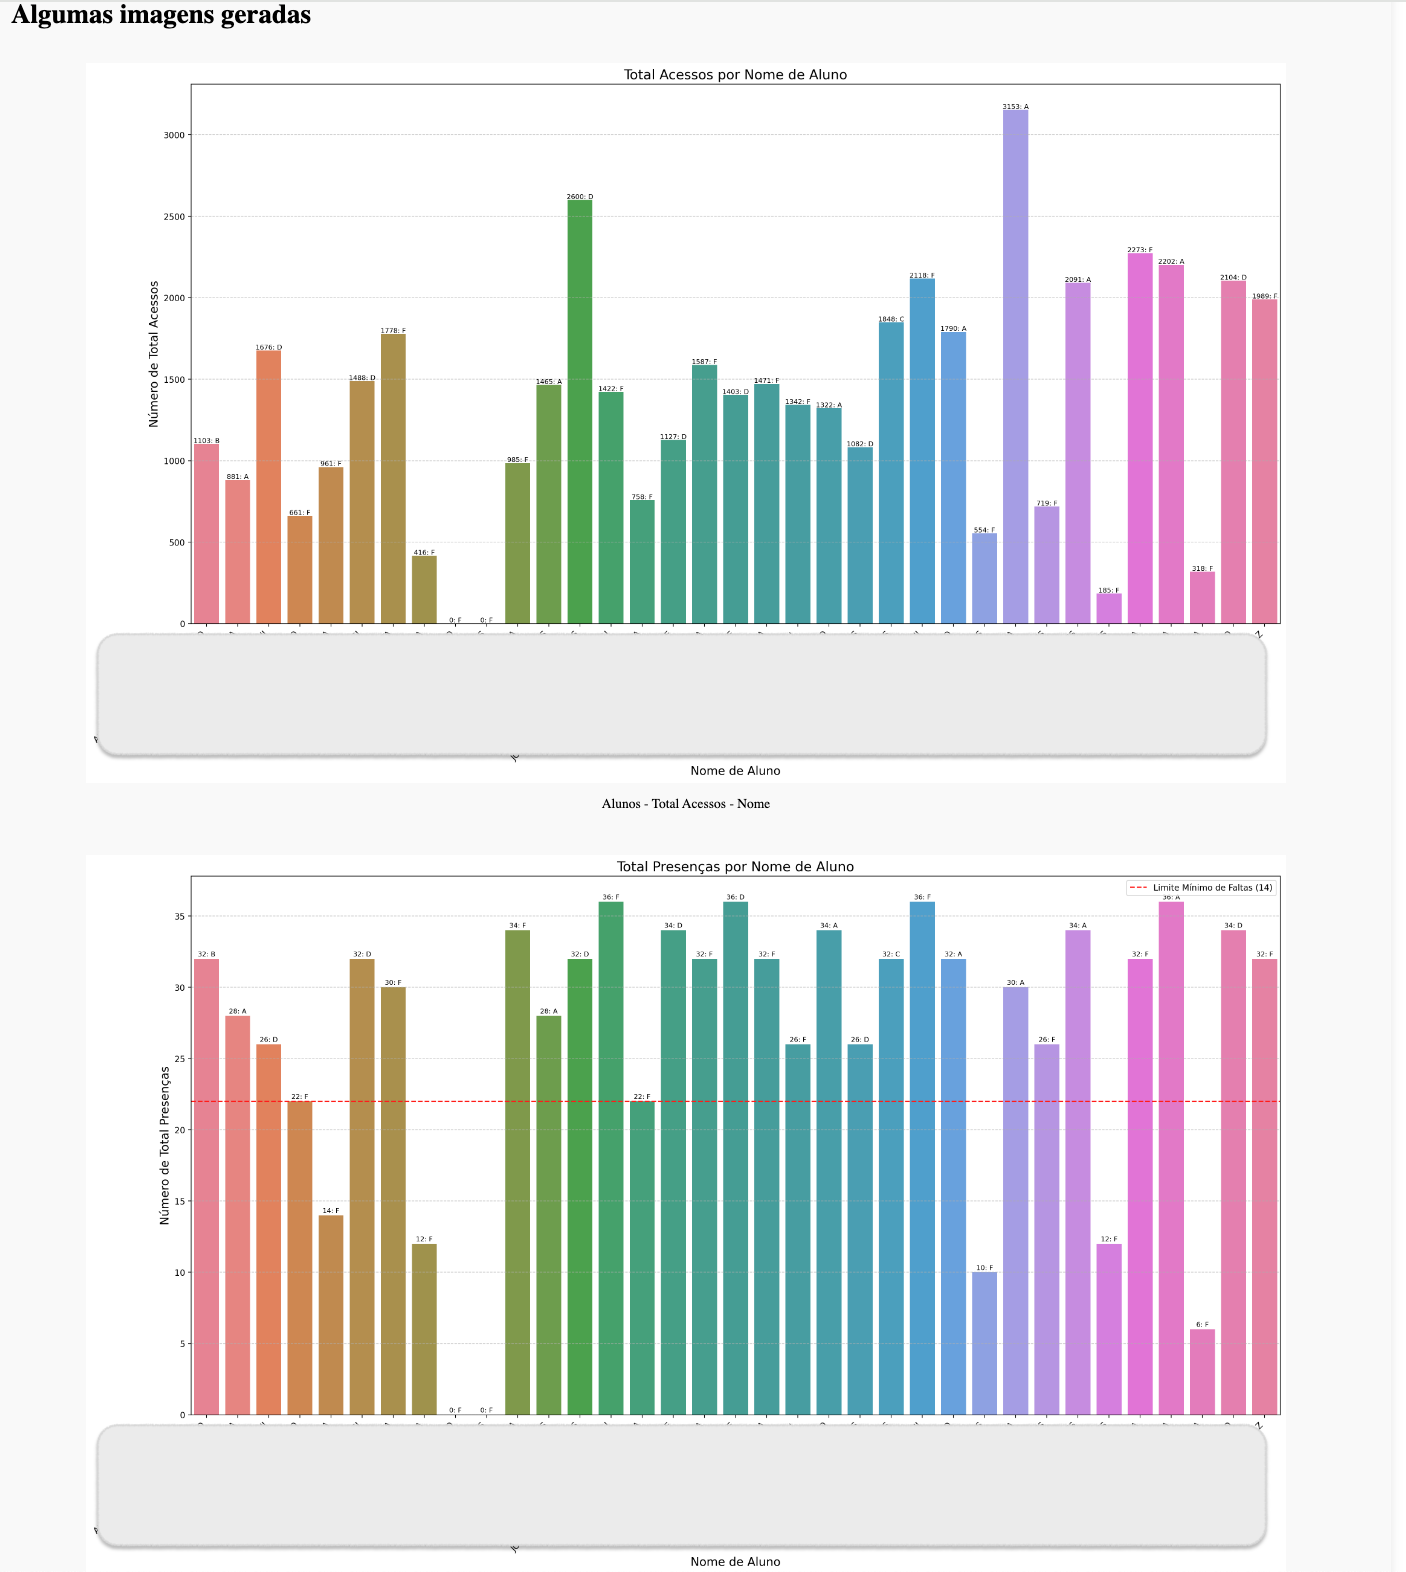 Algumas imagens geradas
Total Acessos por Nome de Aluno
Número de Total Acessos
3000
2500
2000
1500
1000
500
0
1103: B
881: A
1676: D
661: F
961: F
1488: D
1778: F
416: F
0: F
0: F
985: F
1465: A
2600: D
1422: F
758: F
1127: D
1587: F
1403: D
1471: F
1342: F
1322: A
1082: D
1848: C
2118: F
1790: A
554: F
3153: A
719: F
2091: A
185: F
2273: F
2202: A
318: F
2104: D
1989: F
Nome de Aluno
Alunos - Total Acessos - Nome
Total Presenças por Nome de Aluno
Limite Mínimo de Faltas (14)
Número de Total Presenças
35
30
25
20
15
10
5
0
32: B
28: A
26: D
22: F
14: F
32: D
30: F
12: F
0: F
0: F
34: F
28: A
32: D
36: F
22: F
34: D
32: F
36: D
32: F
26: F
34: A
26: D
32: C
36: F
32: A
10: F
30: A
26: F
34: A
12: F
32: F
36: A
6: F
34: D
32: F
Nome de Aluno